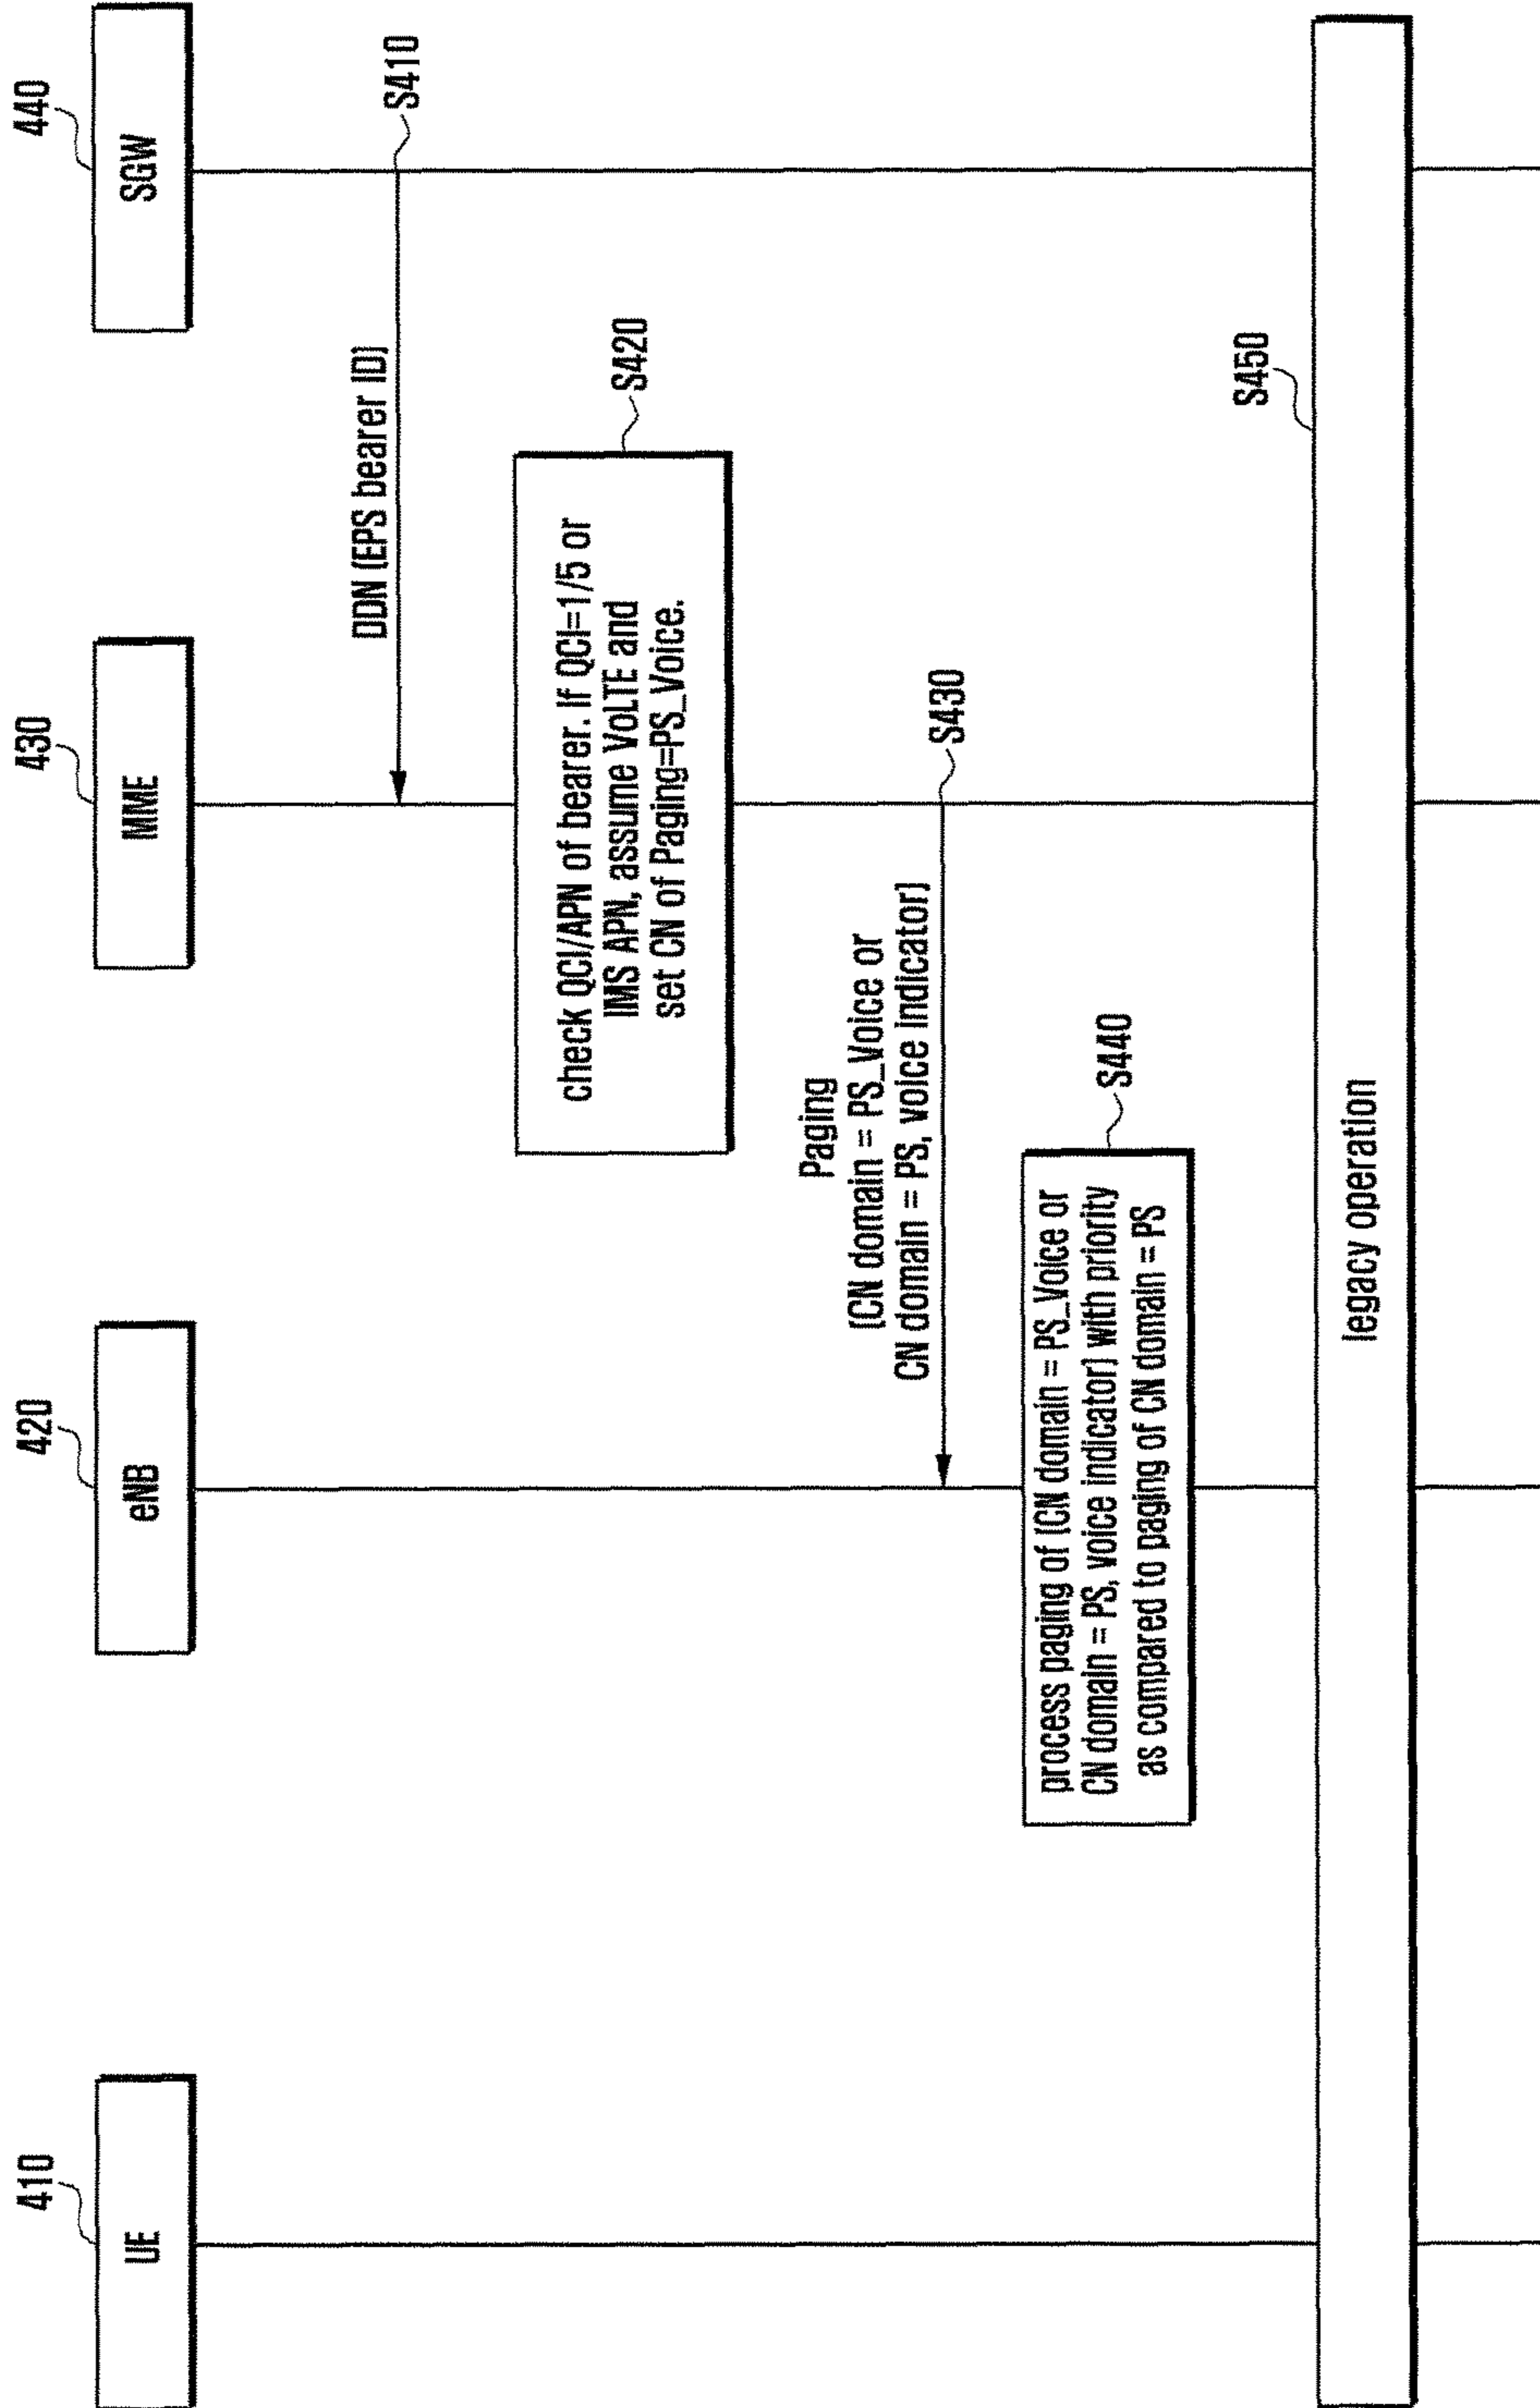 410
420
430
440
UE
eNB
MME
SGW
DDN (EPS bearer ID)
S410
check QCI/APN of bearer. If QCI=1/5 or
IMS APN, assume VoLTE and
set CN of Paging=PS_Voice.
S420
Paging
(CN domain = PS_Voice or
CN domain = PS, voice indicator)
S430
process paging of (CN domain = PS_Voice or
CN domain = PS, voice indicator) with priority
as compared to paging of CN domain = PS
S440
S450
legacy operation